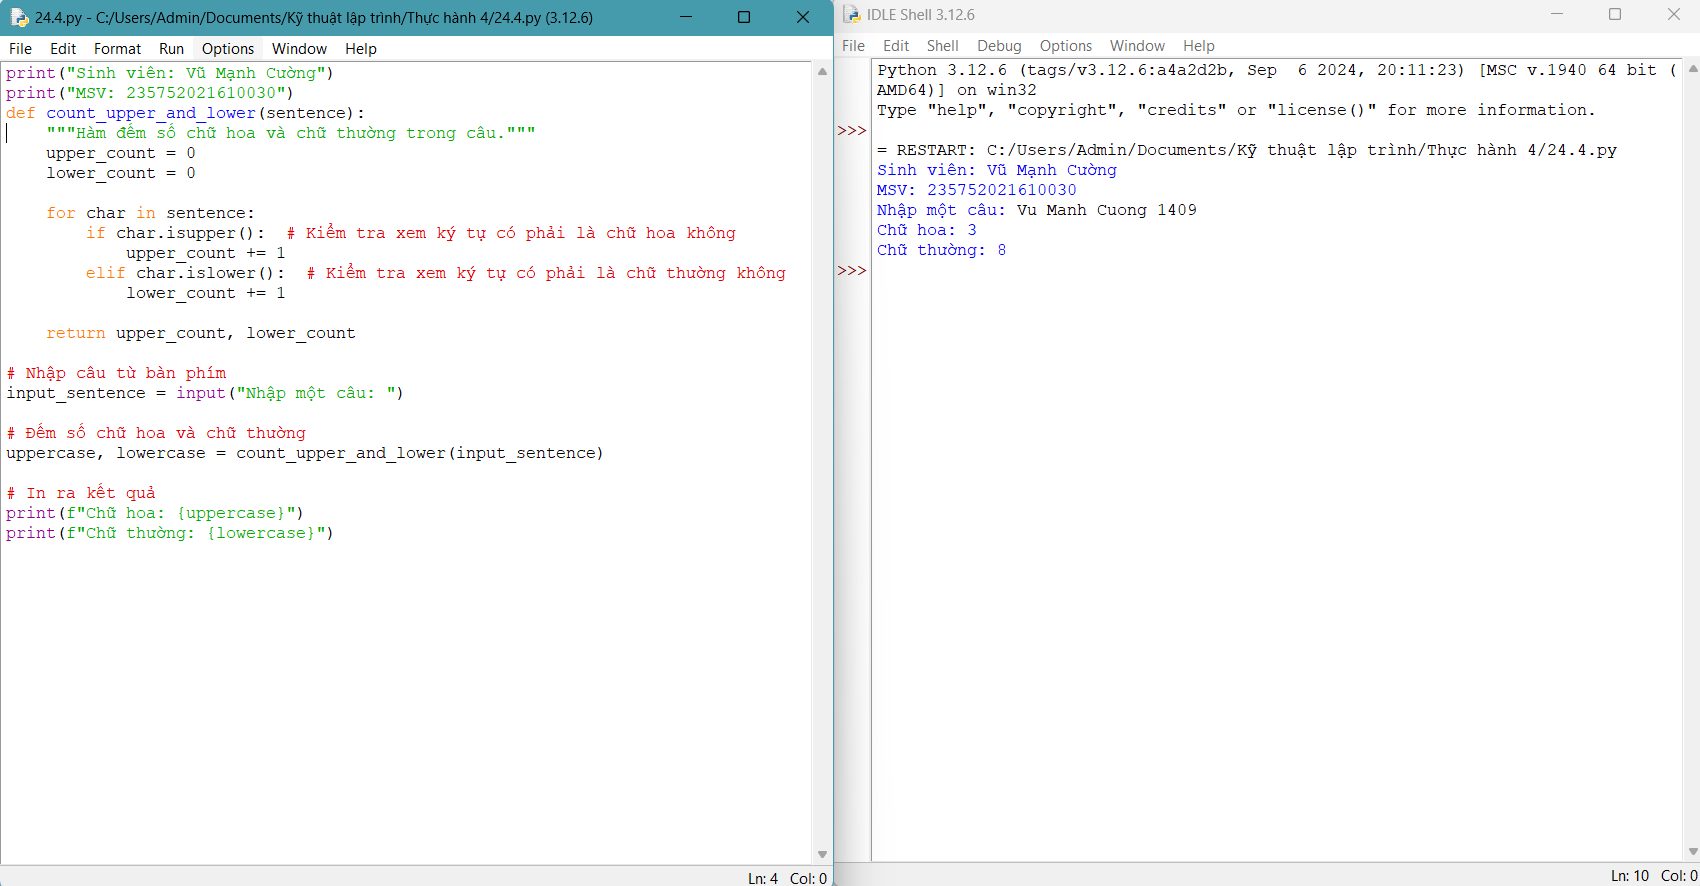 24.4.py - C:/Users/Admin/Documents/Kỹ thuật lập trình/Thực hành 4/24.4.py (3.12.6)
File Edit Format Run Options Window Help
print("Sinh viên: Vũ Mạnh Cường")
print("MSV: 235752021610030")
def count_upper_and_lower(sentence):
    """Hàm đếm số chữ hoa và chữ thường trong câu."""
    upper_count = 0
    lower_count = 0
    for char in sentence:
        if char.isupper():  # Kiểm tra xem ký tự có phải là chữ hoa không
            upper_count += 1
        elif char.islower():  # Kiểm tra xem ký tự có phải là chữ thường không
            lower_count += 1
    return upper_count, lower_count
# Nhập câu từ bàn phím
input_sentence = input("Nhập một câu: ")
# Đếm số chữ hoa và chữ thường
uppercase, lowercase = count_upper_and_lower(input_sentence)
# In ra kết quả
print(f"Chữ hoa: {uppercase}")
print(f"Chữ thường: {lowercase}")
Ln: 4 Col: 0
IDLE Shell 3.12.6
File Edit Shell Debug Options Window Help
Python 3.12.6 (tags/v3.12.6:a4a2d2b, Sep  6 2024, 20:11:23) [MSC v.1940 64 bit (
AMD64)] on win32
Type "help", "copyright", "credits" or "license()" for more information.
>>>
= RESTART: C:/Users/Admin/Documents/Kỹ thuật lập trình/Thực hành 4/24.4.py
Sinh viên: Vũ Mạnh Cường
MSV: 235752021610030
Nhập một câu: Vu Manh Cuong 1409
Chữ hoa: 3
Chữ thường: 8
>>>
Ln: 10 Col: 0